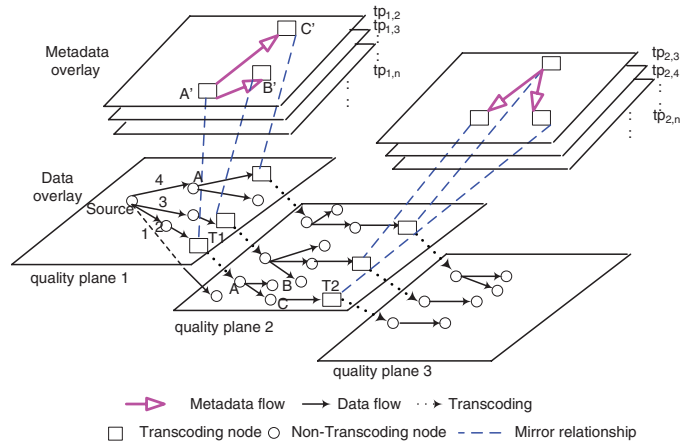 Metadata
overlay
C'
A'
B'
tp1,2
tp1,3
tp1,n
tp2,3
tp2,4
tp2,n
Data
overlay
Source
4
A
3
2
1
T1
quality plane 1
A
B
C
T2
quality plane 2
quality plane 3
Metadata flow
Data flow
Transcoding
Transcoding node
Non-Transcoding node
Mirror relationship